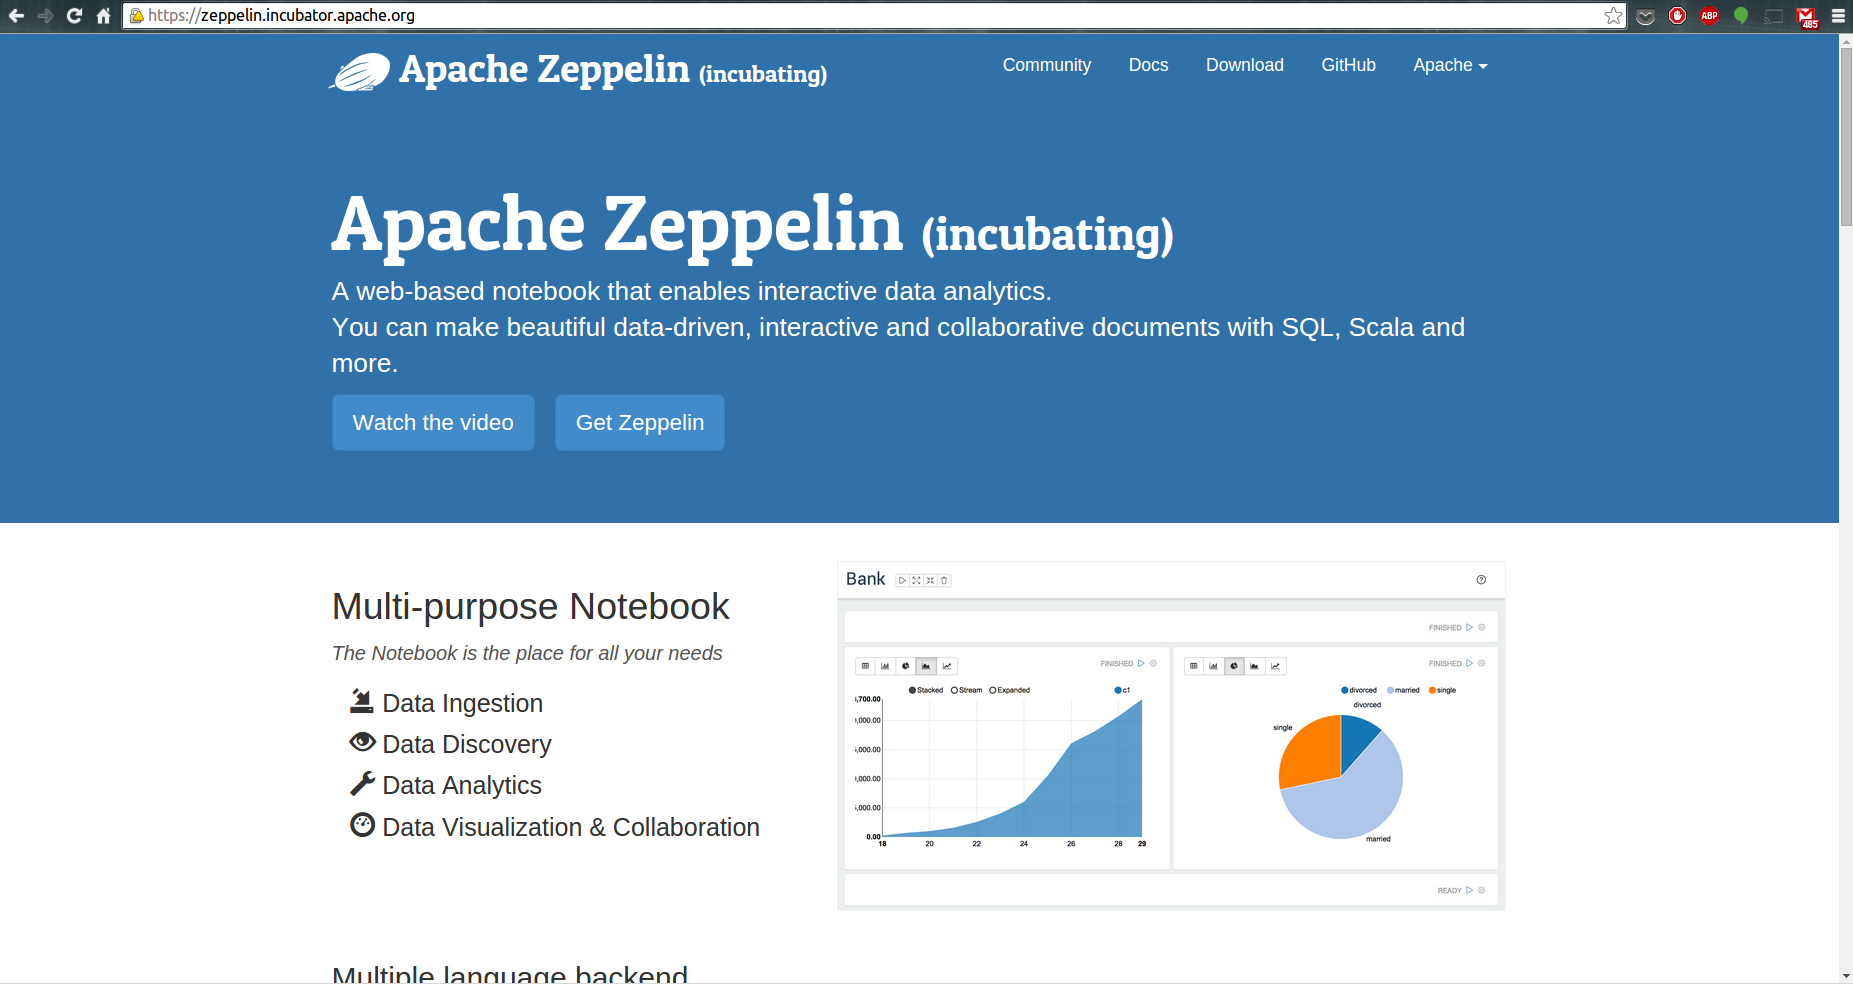 https://zeppelin.incubator.apache.org
ABP
485
Apache Zeppelin (incubating)
Community Docs Download GitHub Apache
Apache Zeppelin (incubating)
A web-based notebook that enables interactive data analytics.
You can make beautiful data-driven, interactive and collaborative documents with SQL, Scala and
more.
Watch the video Get Zeppelin
Multi-purpose Notebook
The Notebook is the place for all your needs
Data Ingestion
Data Discovery
Data Analytics
Data Visualization & Collaboration
Bank
FINISHED
FINISHED
Stacked Stream Expanded c1
,700.00
,000.00
5,000.00
0,000.00
5,000.00
0.00
18 20 22 24 26 28 29
FINISHED
divorced married single
divorced
single
married
READY
Multiple language backend